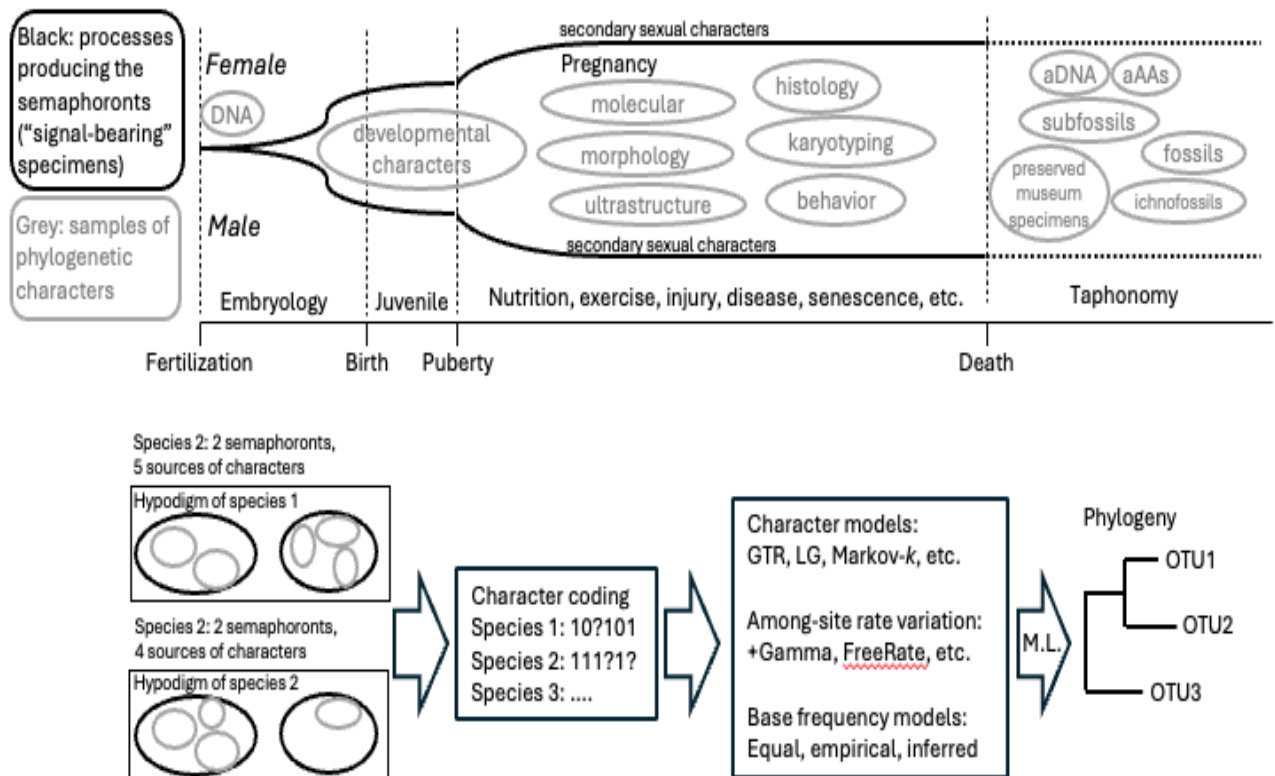 Black: processes
producing the
semaphoronts
("signal-bearing"
specimens)
Grey: samples of
phylogenetic
characters
Female
DNA
Male
developmental
characters
secondary sexual characters
Pregnancy
molecular
morphology
ultrastructure
histology
karyotyping
behavior
secondary sexual characters
aDNA
aAAs
subfossils
fossils
preserved
museum
specimens
ichnofossils
Embryology
Juvenile
Nutrition, exercise, injury, disease, senescence, etc.
Taphonomy
Fertilization
Birth
Puberty
Death
Species 2: 2 semaphoronts,
5 sources of characters
Hypodigm of species 1
Species 2: 2 semaphoronts,
4 sources of characters
Hypodigm of species 2
Character coding
Species 1: 10?101
Species 2: 111?1?
Species 3: ....
Character models:
GTR, LG, Markov-k, etc.
Among-site rate variation:
+Gamma, FreeRate, etc.
Base frequency models:
Equal, empirical, inferred
M.L.
Phylogeny
OTU1
OTU2
OTU3